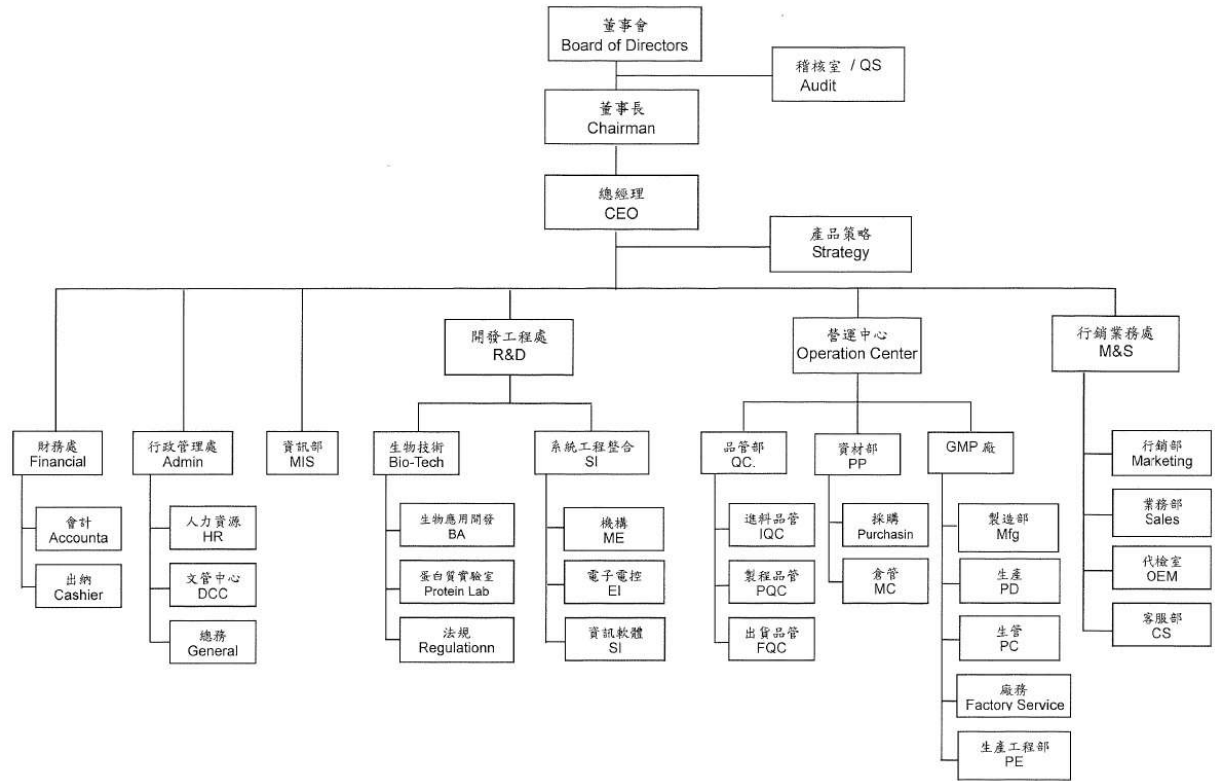 董事會
Board of Directors
稽核室 / QS
Audit
董事長
Chairman
總經理
CEO
產品策略
Strategy
開發工程處
R&D
營運中心
Operation Center
行銷業務處
M&S
財務處
Financial
行政管理處
Admin
資訊部
MIS
生物技術
Bio-Tech
系統工程整合
SI
品管部
QC.
資材部
PP
GMP 廠
會計
Accounta
出納
Cashier
人力資源
HR
文管中心
DCC
總務
General
生物應用開發
BA
蛋白質實驗室
Protein Lab
法規
Regulationn
機構
ME
電子電控
EI
資訊軟體
SI
進料品管
IQC
製程品管
PQC
出貨品管
FQC
採購
Purchasin
倉管
MC
製造部
Mfg
生產
PD
生管
PC
廠務
Factory Service
生產工程部
PE
行銷部
Marketing
業務部
Sales
代檢室
OEM
客服部
CS